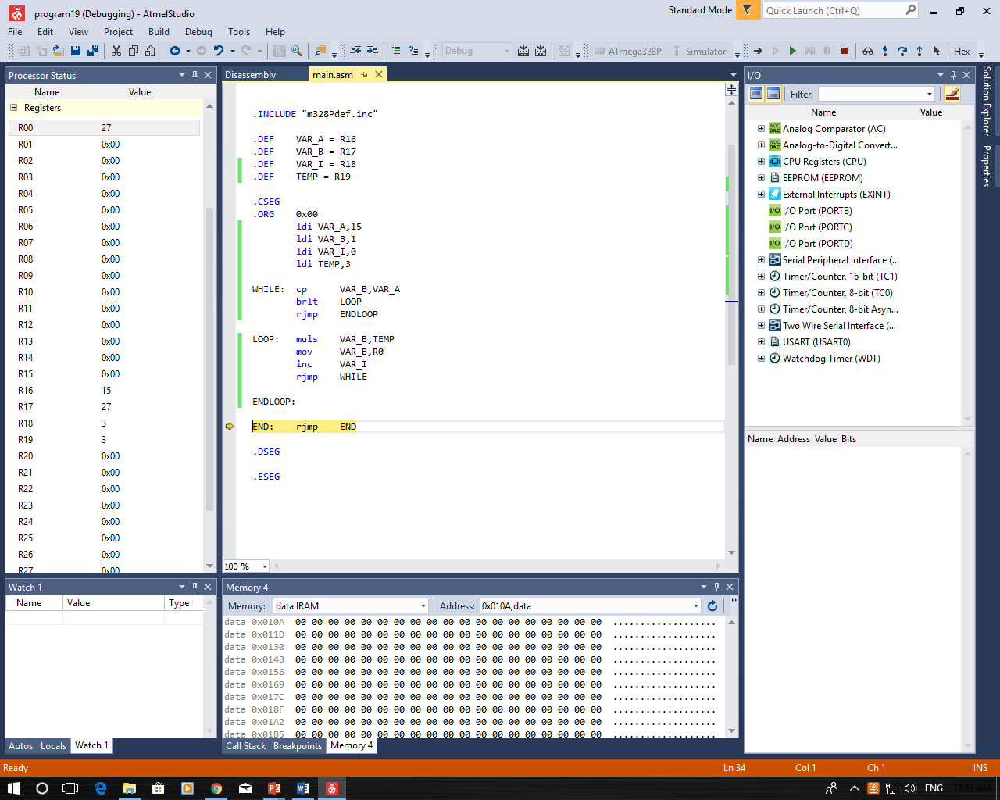 program19 (Debugging) - AtmelStudio
Standard Mode
Quick Launch (Ctrl+Q)
File Edit View Project Build Debug Tools Help
Debug
ATmega328P
Simulator
Hex
Processor Status
Name Value
Registers
R00 27
R01 0x00
R02 0x00
R03 0x00
R04 0x00
R05 0x00
R06 0x00
R07 0x00
R08 0x00
R09 0x00
R10 0x00
R11 0x00
R12 0x00
R13 0x00
R14 0x00
R15 0x00
R16 15
R17 27
R18 3
R19 3
R20 0x00
R21 0x00
R22 0x00
R23 0x00
R24 0x00
R25 0x00
R26 0x00
R27 0x00
Disassembly main.asm
.INCLUDE "m328Pdef.inc"
.DEF VAR_A = R16
.DEF VAR_B = R17
.DEF VAR_I = R18
.DEF TEMP = R19
.CSEG
.ORG 0x00
ldi VAR_A,15
ldi VAR_B,1
ldi VAR_I,0
ldi TEMP,3
WHILE: cp VAR_B,VAR_A
brlt LOOP
rjmp ENDLOOP
LOOP: muls VAR_B,TEMP
mov VAR_B,R0
inc VAR_I
rjmp WHILE
ENDLOOP:
END: rjmp END
.DSEG
.ESEG
100 %
I/O
Filter:
Name Value
ADC DAC Analog Comparator (AC)
ADC DAC Analog-to-Digital Convert...
CPU Registers (CPU)
EEPROM (EEPROM)
External Interrupts (EXINT)
I/O I/O Port (PORTB)
I/O I/O Port (PORTC)
I/O I/O Port (PORTD)
Serial Peripheral Interface (...
Timer/Counter, 16-bit (TC1)
Timer/Counter, 8-bit (TC0)
Timer/Counter, 8-bit Asyn...
Two Wire Serial Interface (...
USART (USART0)
Watchdog Timer (WDT)
Name Address Value Bits
Solution Explorer
Properties
Watch 1
Name Value Type
Autos Locals Watch 1
Memory 4
Memory: data IRAM Address: 0x010A,data
data 0x010A 00 00 00 00 00 00 00 00 00 00 00 00 00 00 00 00 00 00 00 ...................
data 0x011D 00 00 00 00 00 00 00 00 00 00 00 00 00 00 00 00 00 00 00 ...................
data 0x0130 00 00 00 00 00 00 00 00 00 00 00 00 00 00 00 00 00 00 00 ...................
data 0x0143 00 00 00 00 00 00 00 00 00 00 00 00 00 00 00 00 00 00 00 ...................
data 0x0156 00 00 00 00 00 00 00 00 00 00 00 00 00 00 00 00 00 00 00 ...................
data 0x0169 00 00 00 00 00 00 00 00 00 00 00 00 00 00 00 00 00 00 00 ...................
data 0x017C 00 00 00 00 00 00 00 00 00 00 00 00 00 00 00 00 00 00 00 ...................
data 0x018F 00 00 00 00 00 00 00 00 00 00 00 00 00 00 00 00 00 00 00 ...................
data 0x01A2 00 00 00 00 00 00 00 00 00 00 00 00 00 00 00 00 00 00 00 ...................
data 0x01B5 00 00 00 00 00 00 00 00 00 00 00 00 00 00 00 00 00 00 00 ...................
Call Stack Breakpoints Memory 4
Ready
Ln 34 Col 1 Ch 1 INS
ENG 11:55 AM